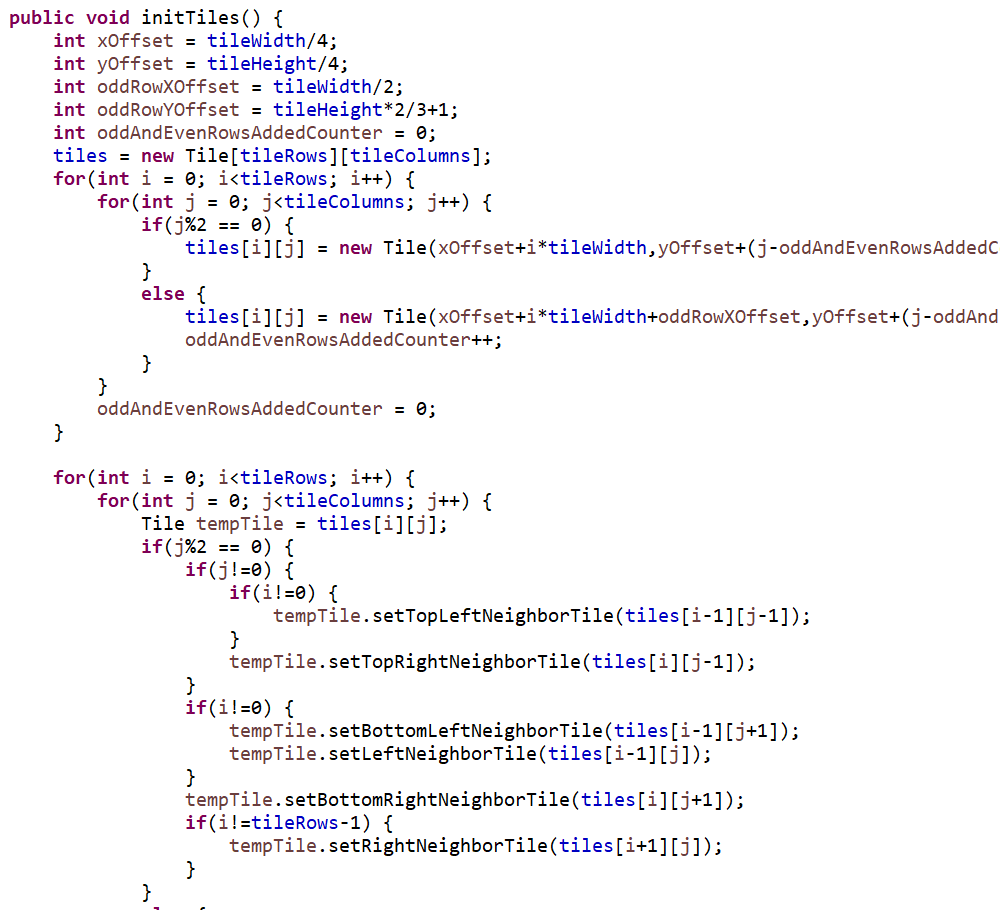 public void initTiles() {
    int xOffset = tileWidth/4;
    int yOffset = tileHeight/4;
    int oddRowXOffset = tileWidth/2;
    int oddRowYOffset = tileHeight*2/3+1;
    int oddAndEvenRowsAddedCounter = 0;
    tiles = new Tile[tileRows][tileColumns];
    for(int i = 0; i<tileRows; i++) {
        for(int j = 0; j<tileColumns; j++) {
            if(j%2 == 0) {
                tiles[i][j] = new Tile(xOffset+i*tileWidth,yOffset+(j-oddAndEvenRowsAddedC
            }
            else {
                tiles[i][j] = new Tile(xOffset+i*tileWidth+oddRowXOffset,yOffset+(j-oddAnd
                oddAndEvenRowsAddedCounter++;
            }
        }
        oddAndEvenRowsAddedCounter = 0;
    }

    for(int i = 0; i<tileRows; i++) {
        for(int j = 0; j<tileColumns; j++) {
            Tile tempTile = tiles[i][j];
            if(j%2 == 0) {
                if(j!=0) {
                    if(i!=0) {
                        tempTile.setTopLeftNeighborTile(tiles[i-1][j-1]);
                    }
                    tempTile.setTopRightNeighborTile(tiles[i][j-1]);
                }
                if(i!=0) {
                    tempTile.setBottomLeftNeighborTile(tiles[i-1][j+1]);
                    tempTile.setLeftNeighborTile(tiles[i-1][j]);
                }
                tempTile.setBottomRightNeighborTile(tiles[i][j+1]);
                if(i!=tileRows-1) {
                    tempTile.setRightNeighborTile(tiles[i+1][j]);
                }
            }